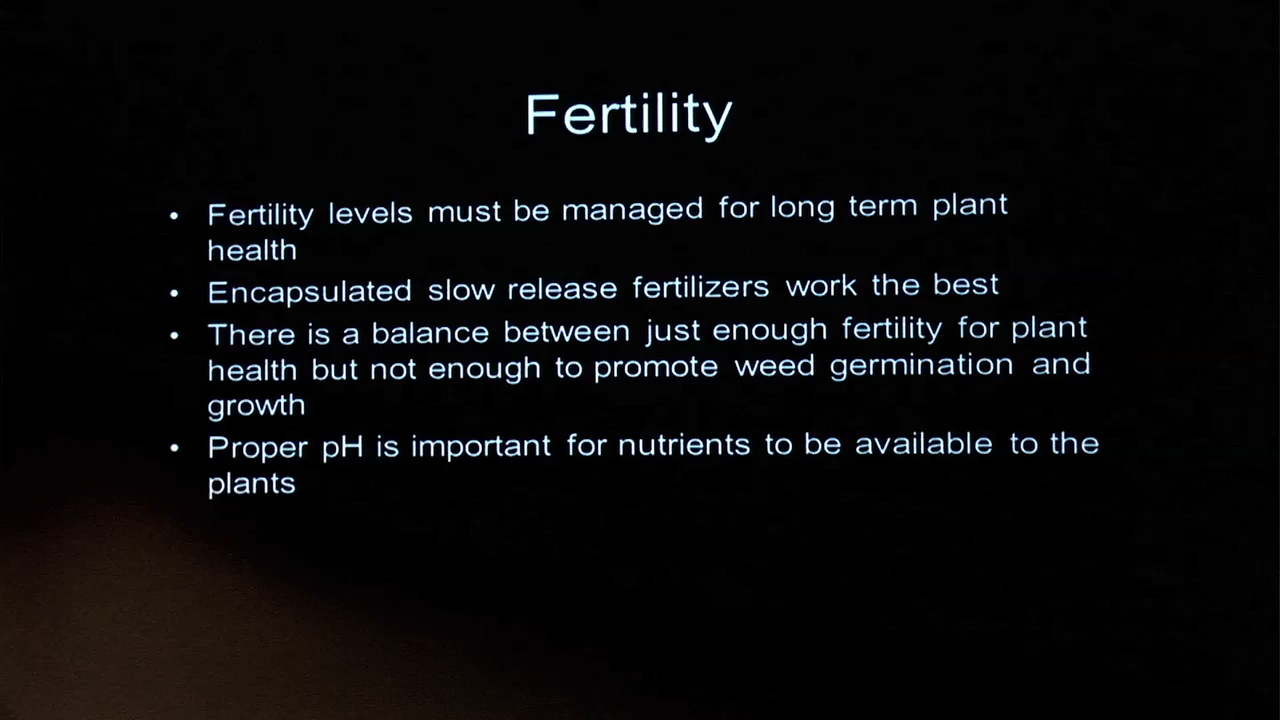 Fertility
• Fertility levels must be managed for long term plant
health
• Encapsulated slow release fertilizers work the best
• There is a balance between just enough fertility for plant
health but not enough to promote weed germination and
growth
• Proper pH is important for nutrients to be available to the
plants